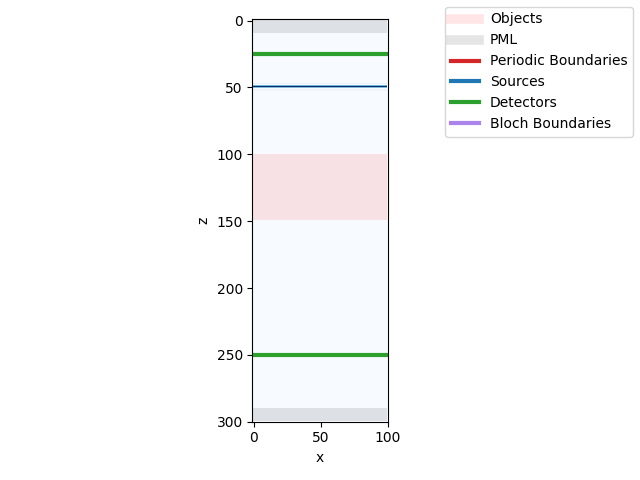 Objects
PML
Periodic Boundaries
Sources
Detectors
Bloch Boundaries
0
50
100
150
200
250
300
z
0 50 100
x